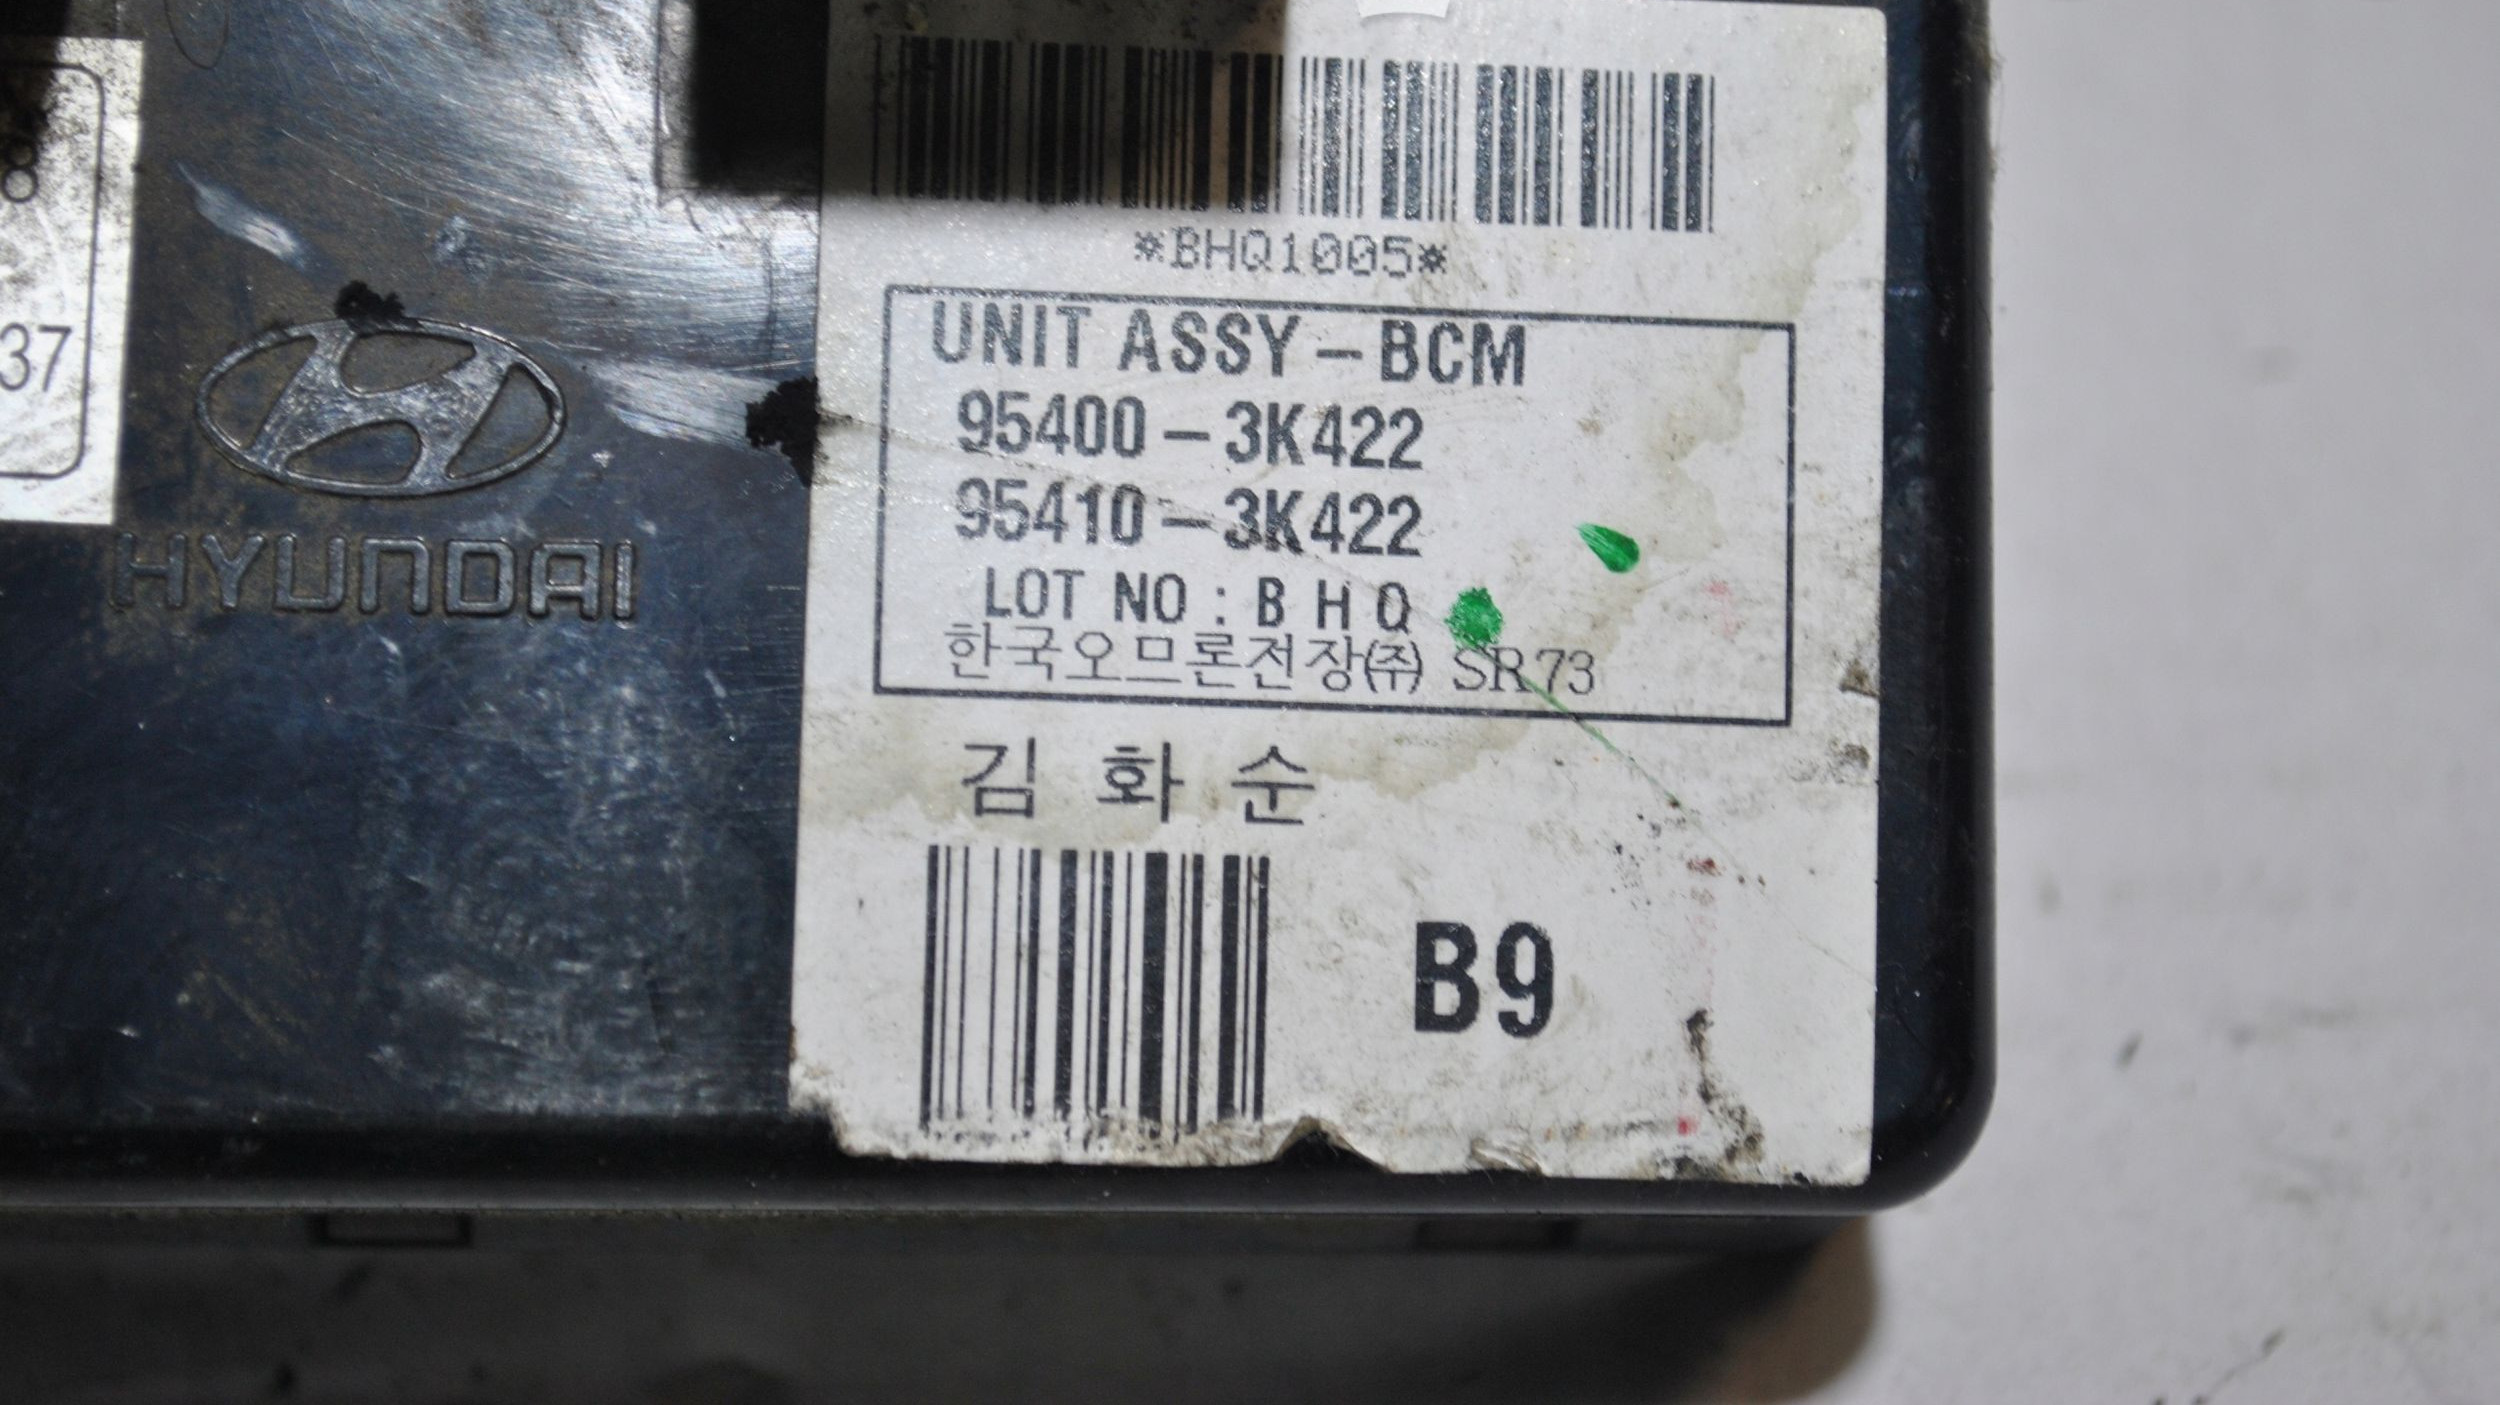 8
37
HYUNDAI
*BHQ1005*
UNIT ASSY - BCM
95400 - 3K422
95410 - 3K422
LOT NO : B H Q
한국오므론전장㈜ SR73
김 화 순
B9